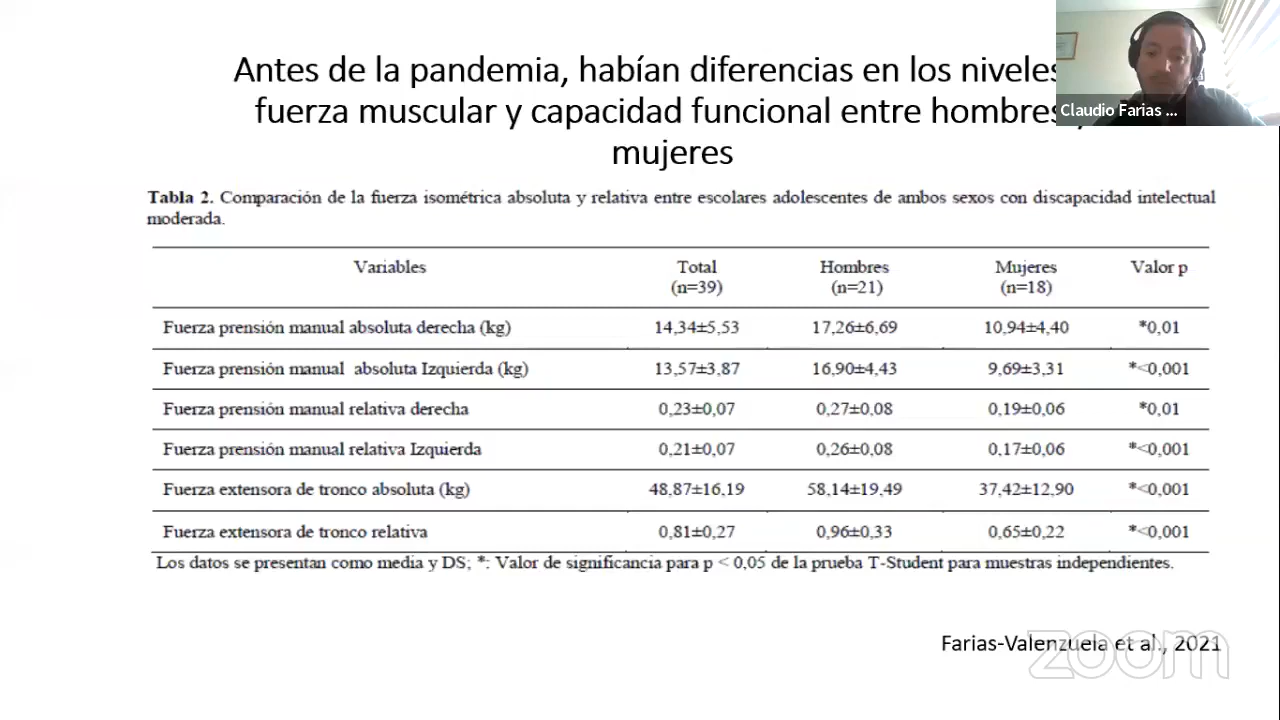 Antes de la pandemia, habían diferencias en los niveles
fuerza muscular y capacidad funcional entre hombres
mujeres
Claudio Farias ...
Tabla 2. Comparación de la fuerza isométrica absoluta y relativa entre escolares adolescentes de ambos sexos con discapacidad intelectual
moderada.
Variables Total Hombres Mujeres Valor p
(n=39) (n=21) (n=18)
Fuerza prensión manual absoluta derecha (kg) 14,34±5,53 17,26±6,69 10,94±4,40 *0,01
Fuerza prensión manual absoluta Izquierda (kg) 13,57±3,87 16,90±4,43 9,69±3,31 *<0,001
Fuerza prensión manual relativa derecha 0,23±0,07 0,27±0,08 0,19±0,06 *0,01
Fuerza prensión manual relativa Izquierda 0,21±0,07 0,26±0,08 0,17±0,06 *<0,001
Fuerza extensora de tronco absoluta (kg) 48,87±16,19 58,14±19,49 37,42±12,90 *<0,001
Fuerza extensora de tronco relativa 0,81±0,27 0,96±0,33 0,65±0,22 *<0,001
Los datos se presentan como media y DS; *: Valor de significancia para p < 0,05 de la prueba T-Student para muestras independientes.
Farias-Valenzuela et al., 2021
zoom